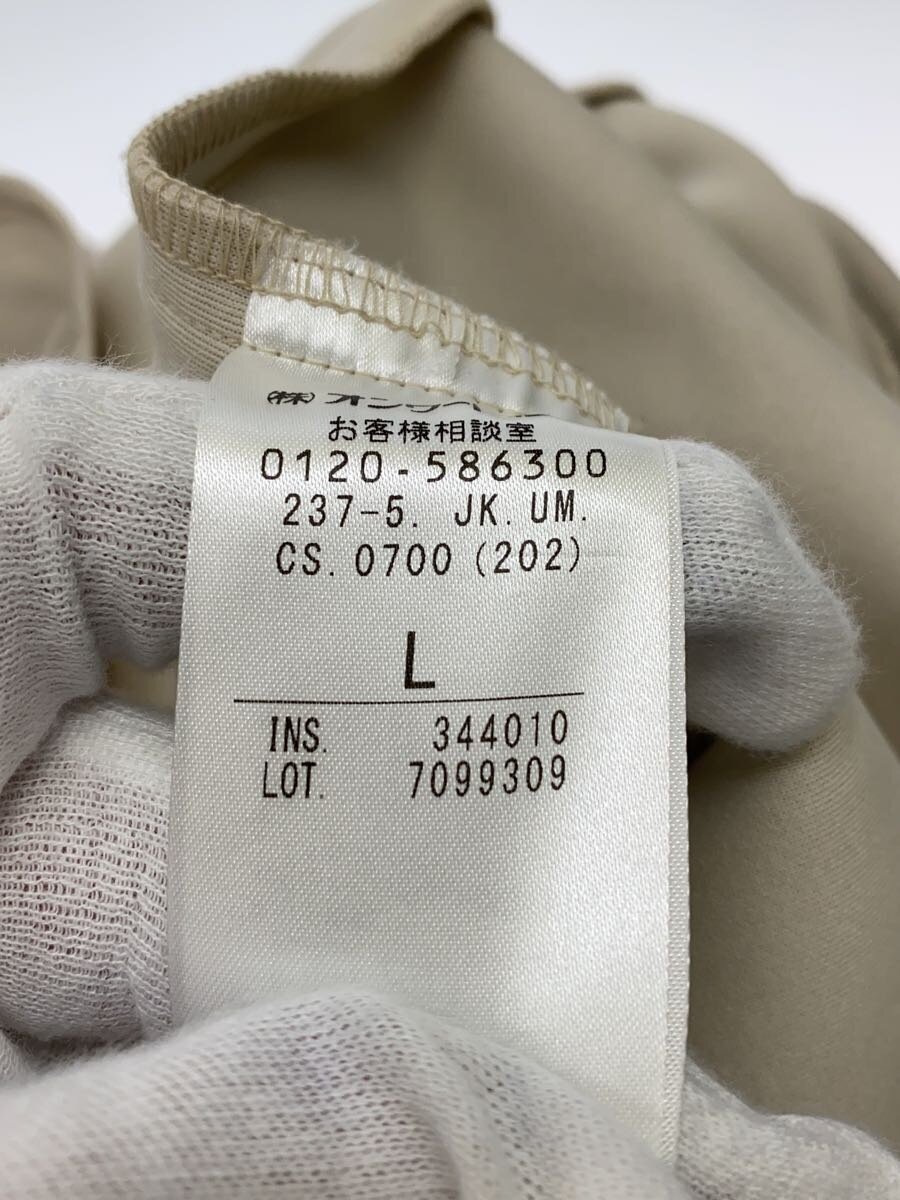 お客様相談室
0120-586300
237-5. JK. UM.
CS. 0700 (202)
L
INS. 344010
LOT. 7099309